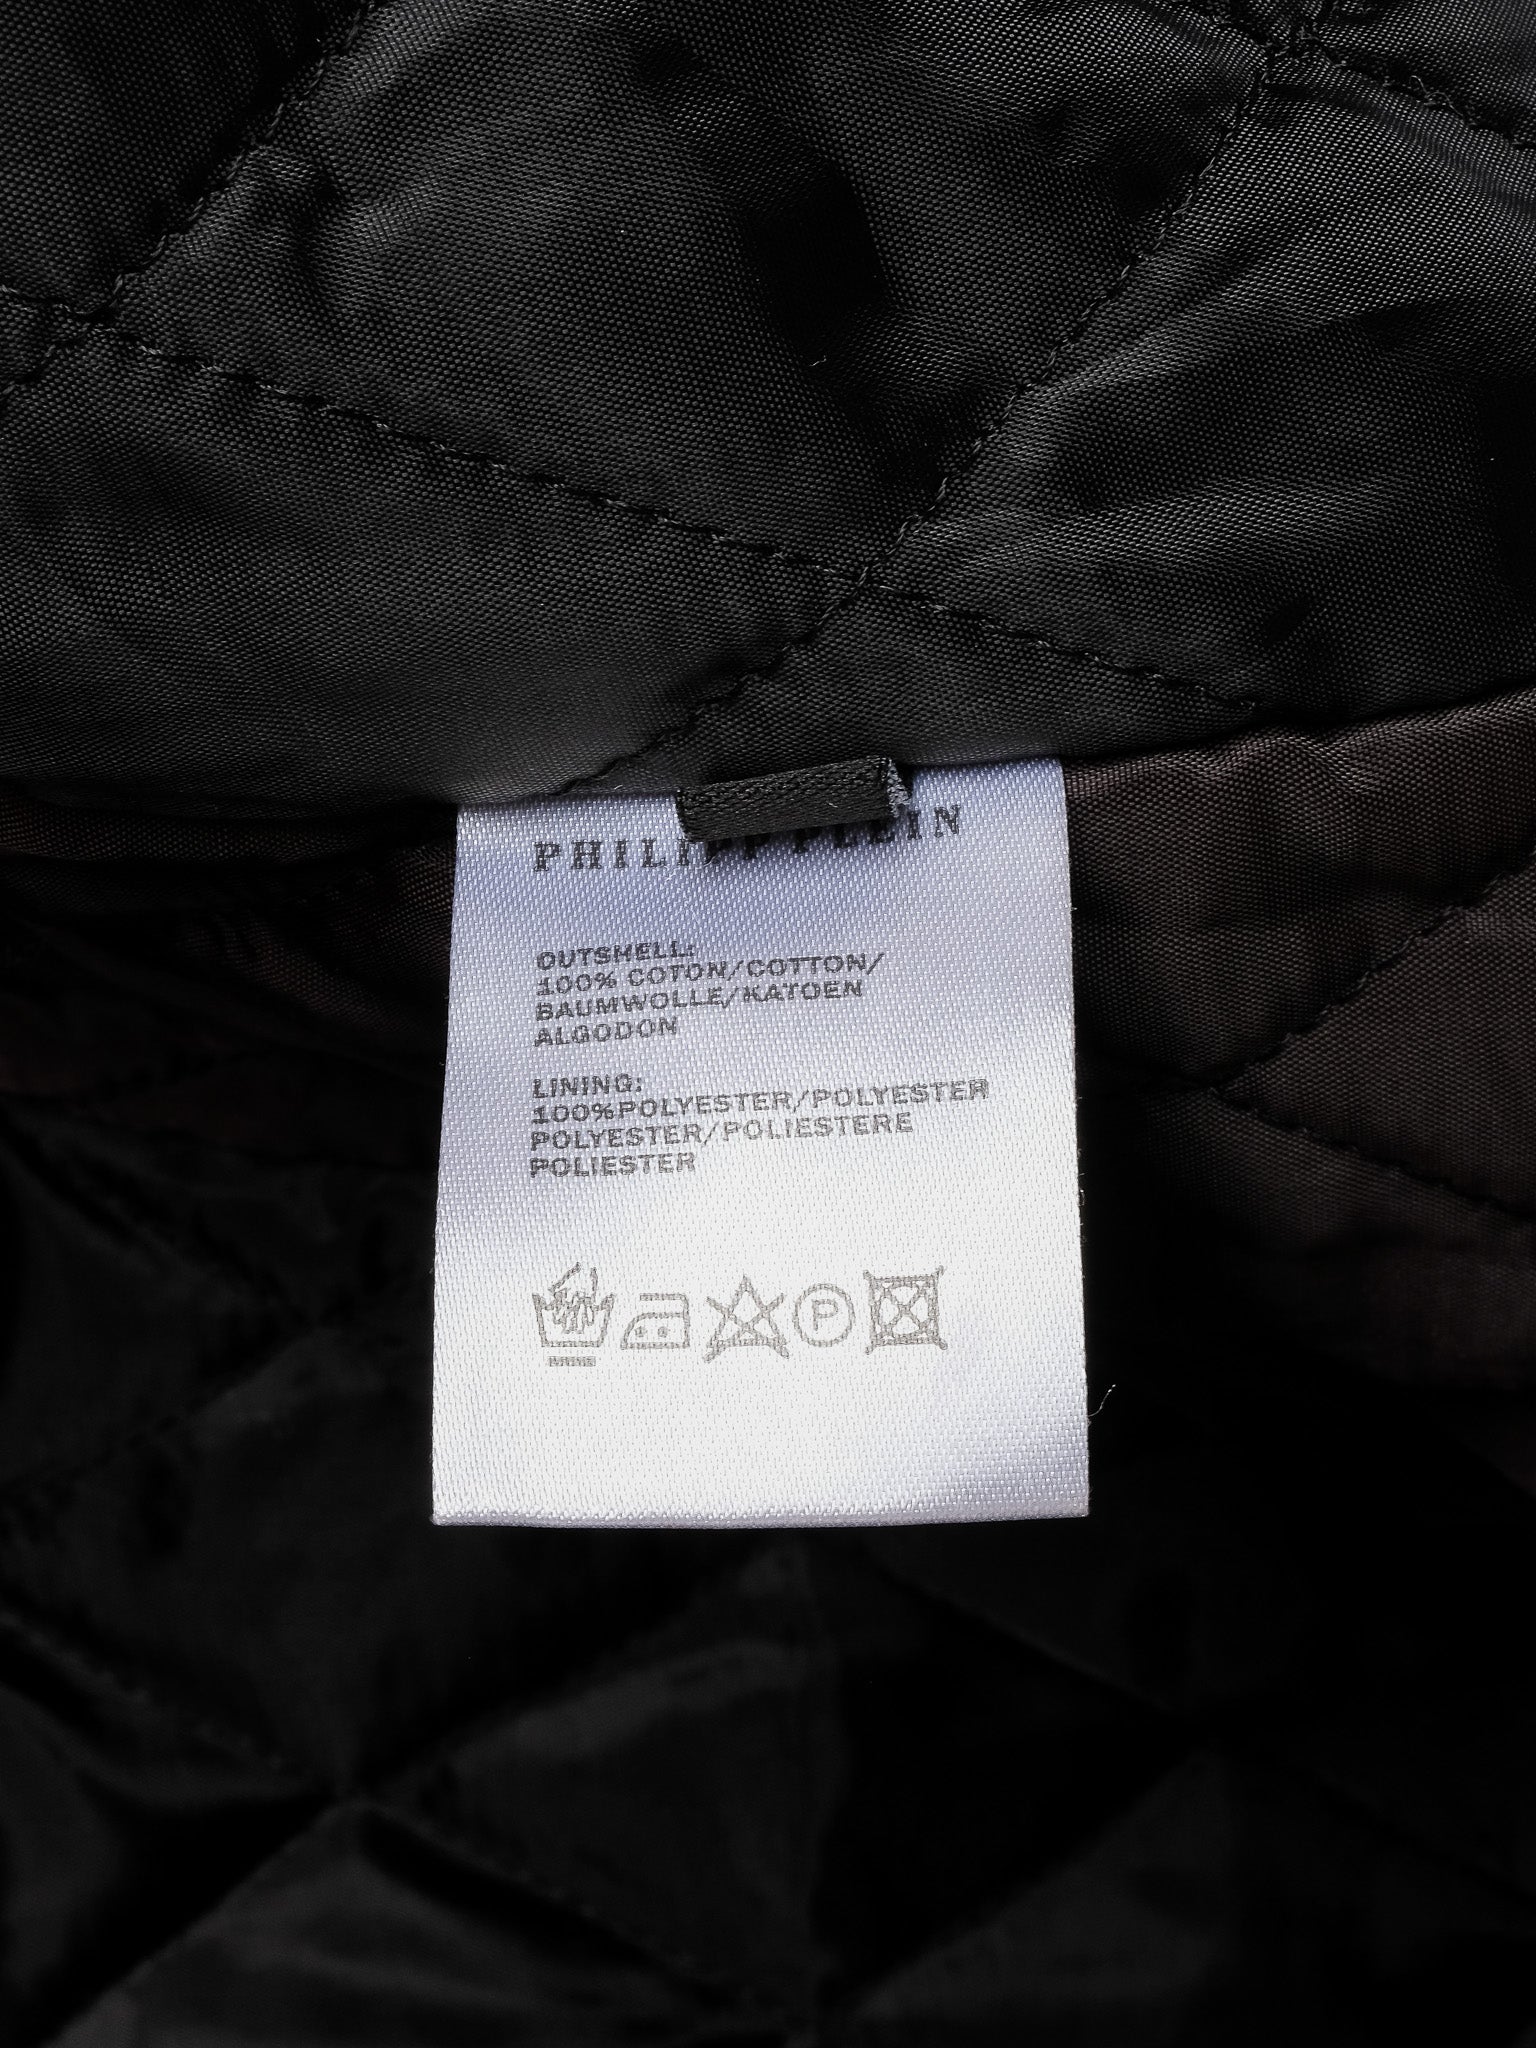 PHILIPP PLEIN
OUTSHELL:
100% COTON/COTTON/
BAUMWOLLE/KATOEN
ALGODON
LINING:
100%POLYESTER/POLYESTER
POLYESTER/POLIESTERE
POLIESTER
P